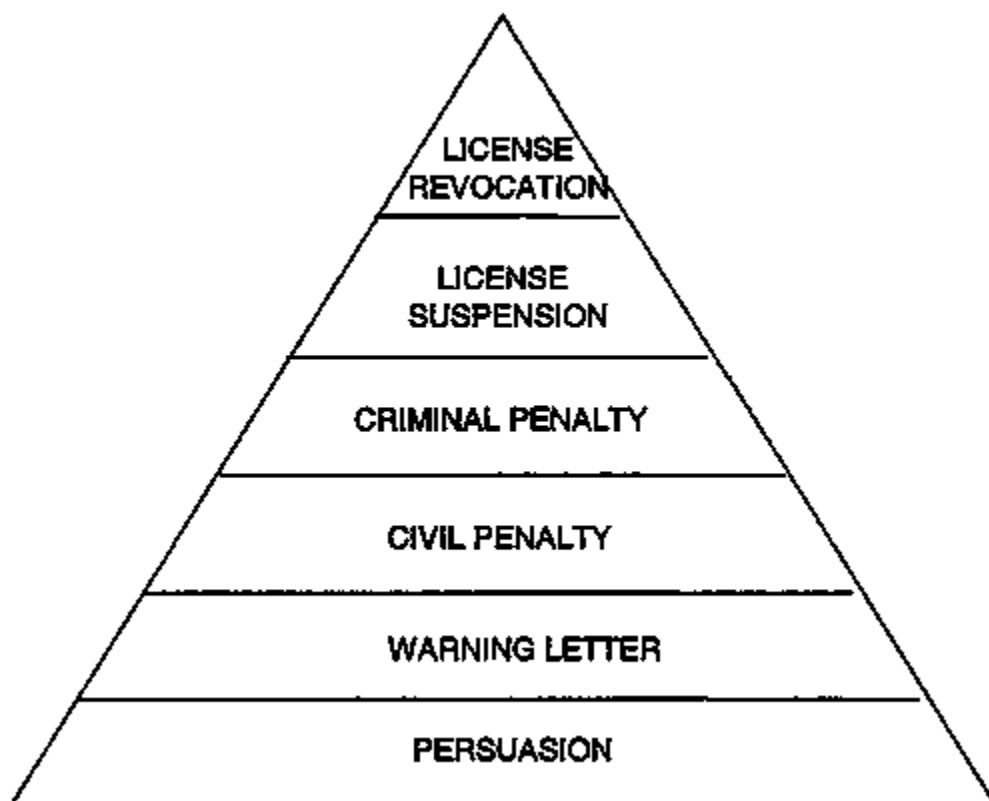 LICENSE
REVOCATION
LICENSE
SUSPENSION
CRIMINAL PENALTY
CIVIL PENALTY
WARNING LETTER
PERSUASION